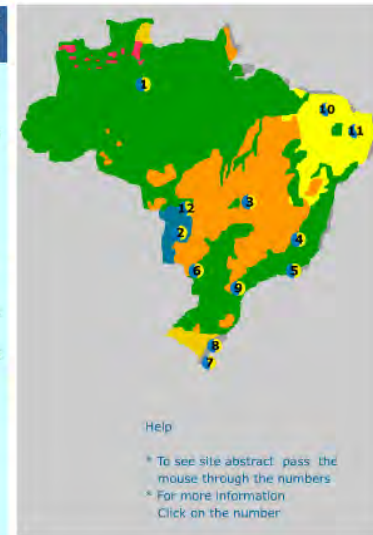 1
10
11
12
3
2
4
6
5
9
8
7
Help
* To see site abstract pass the
mouse through the numbers
* For more information
Click on the number